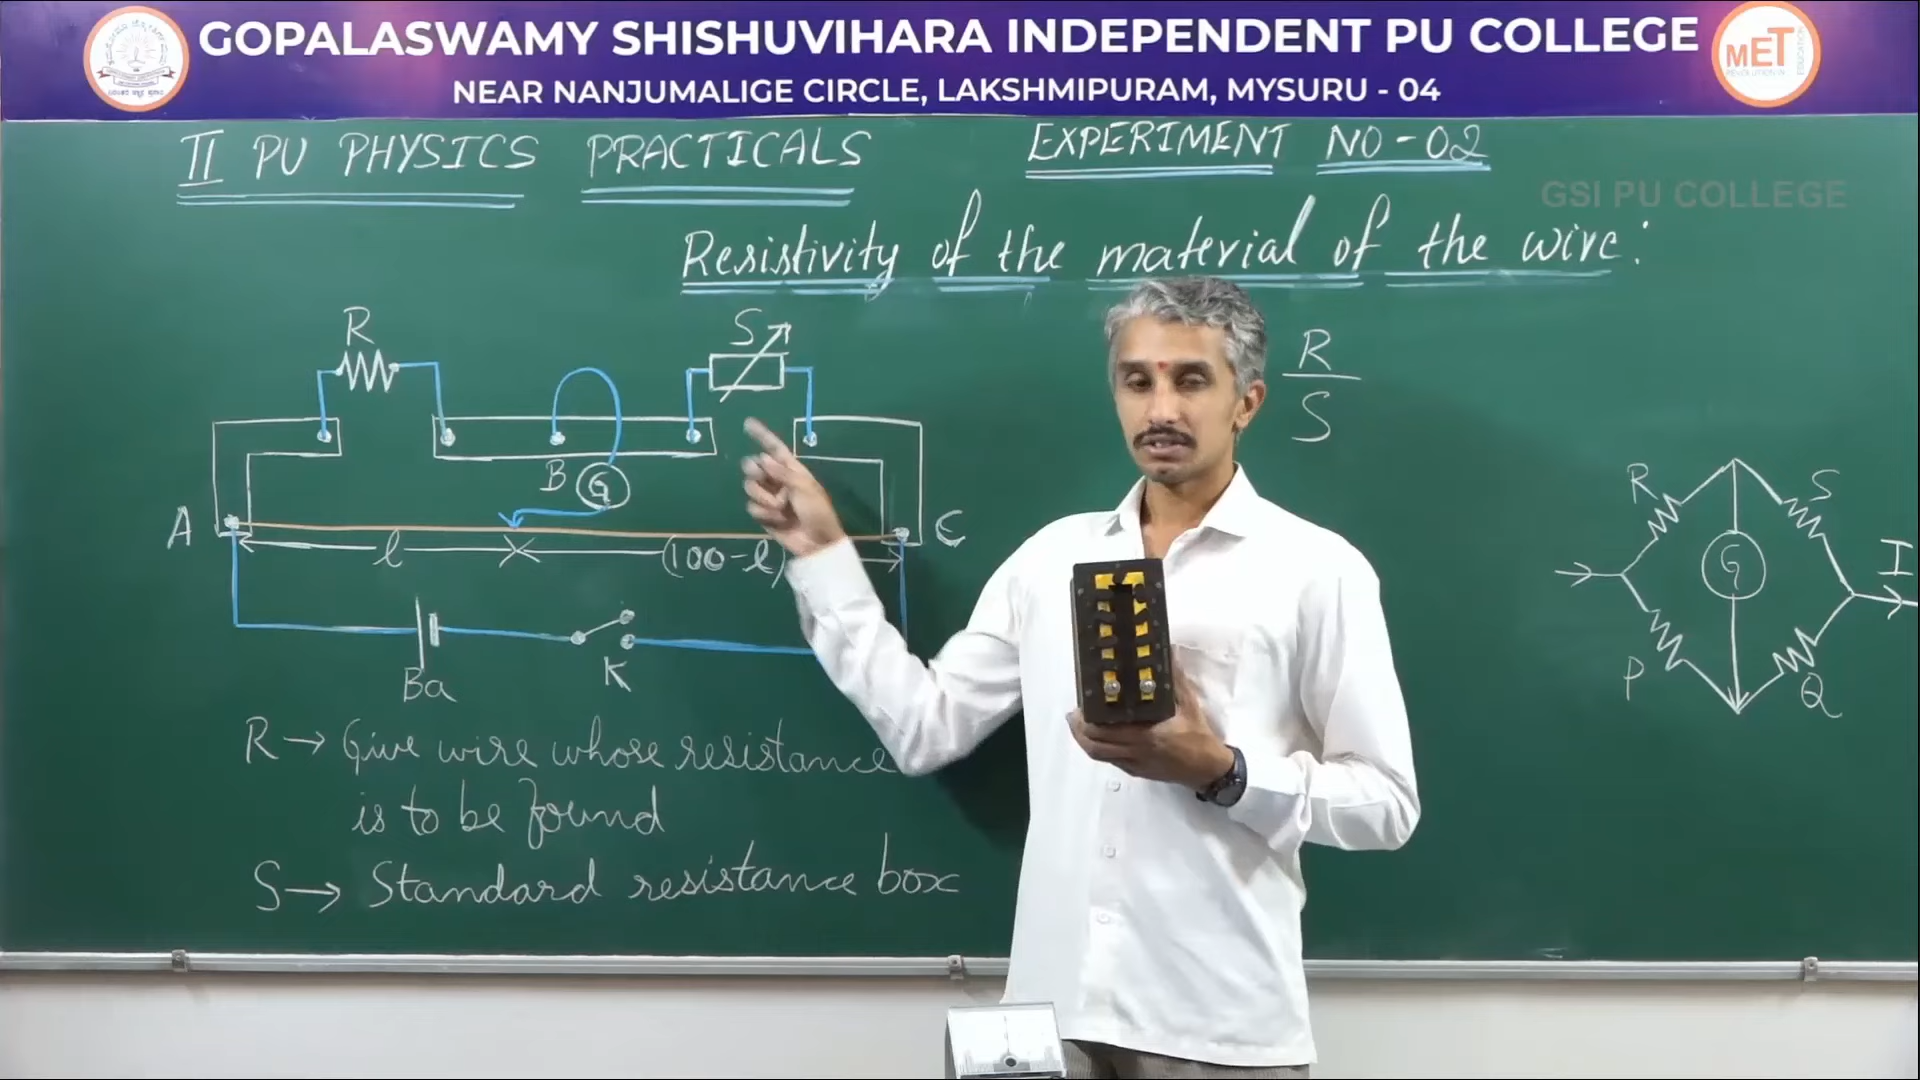 GOPALASWAMY SHISHUVIHARA INDEPENDENT PU COLLEGE
MET
NEAR NANJUMALIGE CIRCLE, LAKSHMIPURAM, MYSURU - 04
II PU PHYSICS PRACTICALS EXPERIMENT NO-02
GSI PU COLLEGE
Resistivity of the material of the wire:
R
S
R
S
B
G
A
C
l
(100-l)
Ba
K
R
S
G
I
P
Q
R → Give wire whose resistance
is to be found
S → Standard resistance box